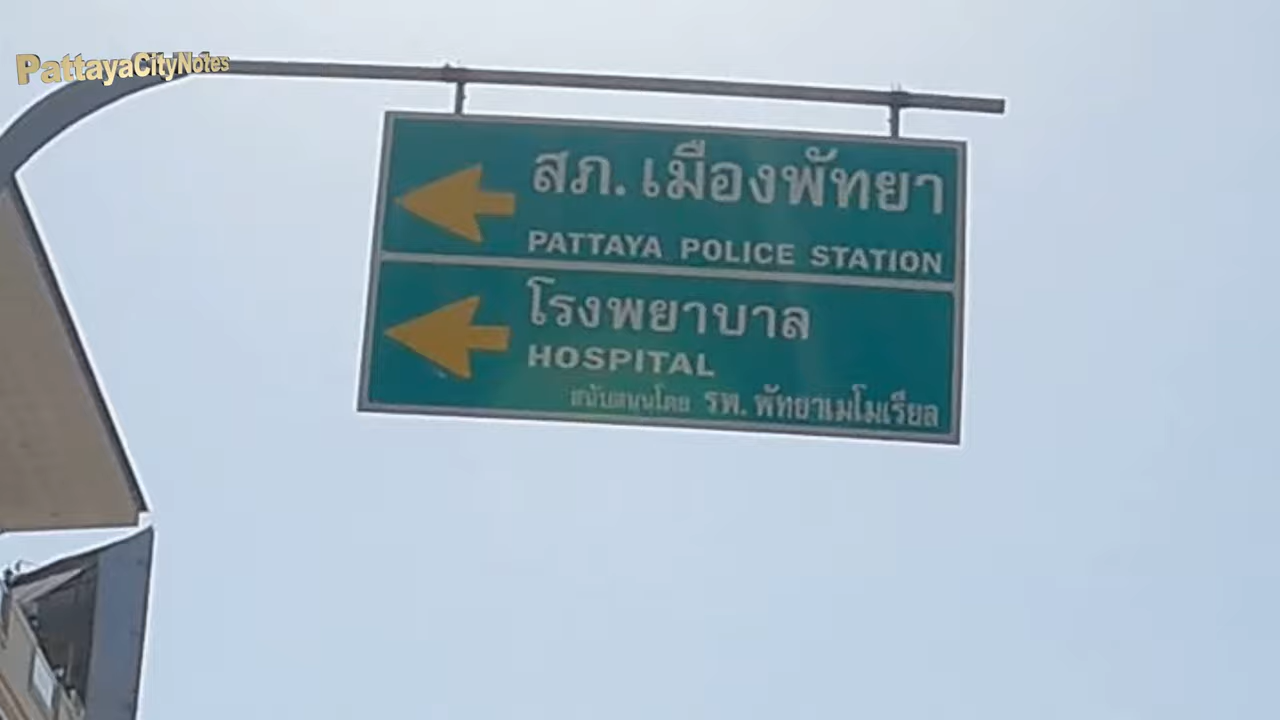 PattayaCityNotes
สภ. เมืองพัทยา
PATTAYA POLICE STATION
โรงพยาบาล
HOSPITAL
สนับสนุนโดย รพ. พัทยาเมโมเรียล